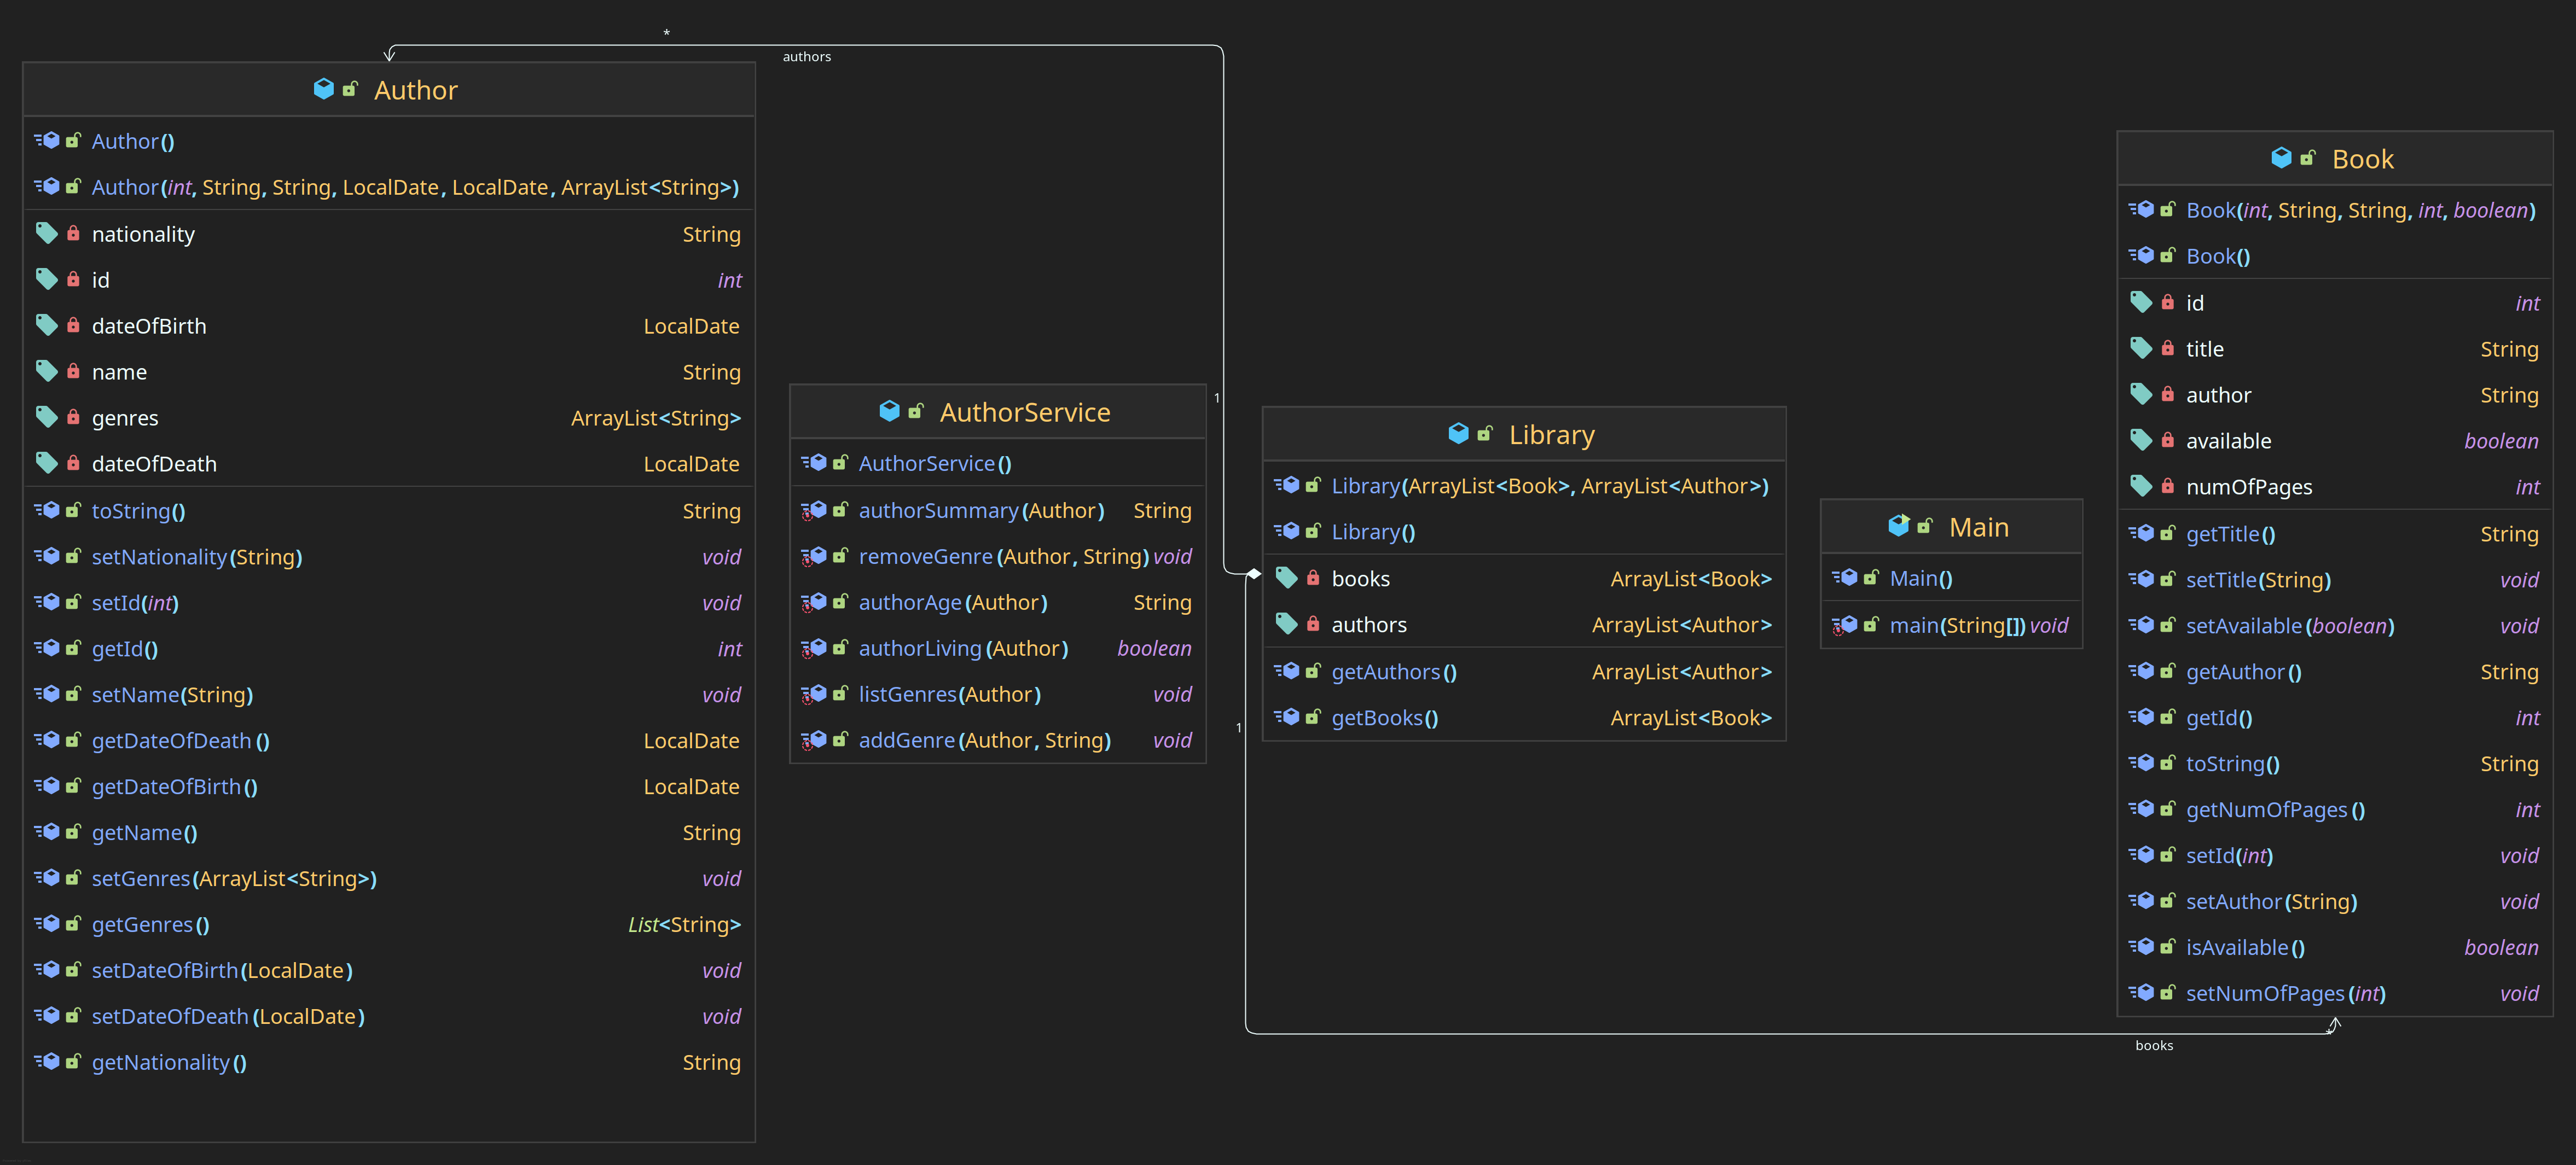 *
authors
Author
Author()
Author(int, String, String, LocalDate, LocalDate, ArrayList<String>)
nationality String
id int
dateOfBirth LocalDate
name String
genres ArrayList<String>
dateOfDeath LocalDate
toString() String
setNationality(String) void
setId(int) void
getId() int
setName(String) void
getDateOfDeath() LocalDate
getDateOfBirth() LocalDate
getName() String
setGenres(ArrayList<String>) void
getGenres() List<String>
setDateOfBirth(LocalDate) void
setDateOfDeath(LocalDate) void
getNationality() String
AuthorService
AuthorService()
authorSummary(Author) String
removeGenre(Author, String) void
authorAge(Author) String
authorLiving(Author) boolean
listGenres(Author) void
addGenre(Author, String) void
1
1
Library
Library(ArrayList<Book>, ArrayList<Author>)
Library()
books ArrayList<Book>
authors ArrayList<Author>
getAuthors() ArrayList<Author>
getBooks() ArrayList<Book>
Main
Main()
main(String[]) void
Book
Book(int, String, String, int, boolean)
Book()
id int
title String
author String
available boolean
numOfPages int
getTitle() String
setTitle(String) void
setAvailable(boolean) void
getAuthor() String
getId() int
toString() String
getNumOfPages() int
setId(int) void
setAuthor(String) void
isAvailable() boolean
setNumOfPages(int) void
*
books